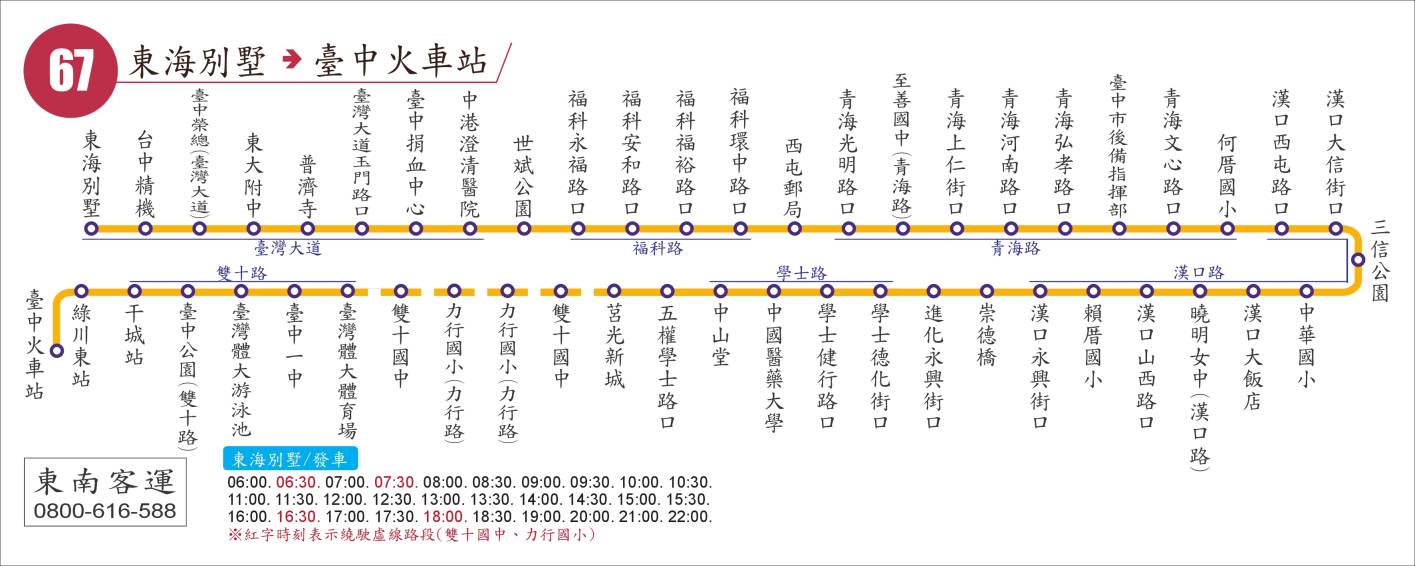 67
東海別墅 → 臺中火車站
東海別墅
台中精機
臺中榮總(臺灣大道)
東大附中
普濟寺
臺灣大道玉門路口
臺中捐血中心
中港澄清醫院
世斌公園
福科永福路口
福科安和路口
福科福裕路口
福科環中路口
西屯郵局
青海光明路口
至善國中(青海路)
青海上仁街口
青海河南路口
青海弘孝路口
臺中市後備指揮部
青海文心路口
何厝國小
漢口西屯路口
漢口大信街口
三信公園
臺灣大道
福科路
青海路
雙十路
學士路
漢口路
臺中火車站
綠川東站
干城站
臺中公園(雙十路)
臺灣體大游泳池
臺中一中
臺灣體大體育場
雙十國中
力行國小(力行路)
力行國小(力行路)
雙十國中
莒光新城
五權學士路口
中山堂
中國醫藥大學
學士健行路口
學士德化街口
進化永興街口
崇德橋
漢口永興街口
賴厝國小
漢口山西路口
曉明女中(漢口路)
漢口大飯店
中華國小
東南客運
0800-616-588
東海別墅/發車
06:00. 06:30. 07:00. 07:30. 08:00. 08:30. 09:00. 09:30. 10:00. 10:30.
11:00. 11:30. 12:00. 12:30. 13:00. 13:30. 14:00. 14:30. 15:00. 15:30.
16:00. 16:30. 17:00. 17:30. 18:00. 18:30. 19:00. 20:00. 21:00. 22:00.
※紅字時刻表示繞駛虛線路段(雙十國中、力行國小)